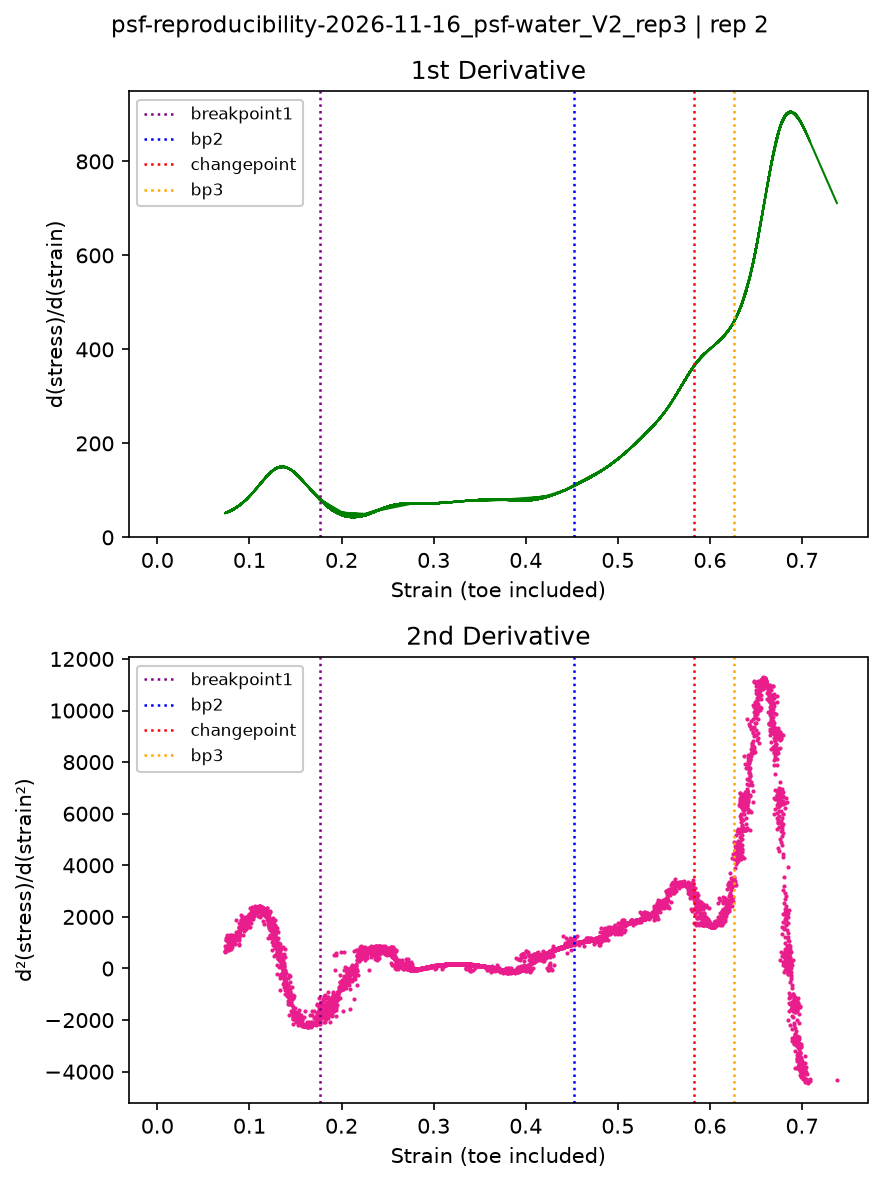 psf-reproducibility-2026-11-16_psf-water_V2_rep3 | rep 2
1st Derivative
breakpoint1
bp2
changepoint
bp3
d(stress)/d(strain)
800
600
400
200
0
0.0 0.1 0.2 0.3 0.4 0.5 0.6 0.7
Strain (toe included)
2nd Derivative
breakpoint1
bp2
changepoint
bp3
d²(stress)/d(strain²)
12000
10000
8000
6000
4000
2000
0
−2000
−4000
0.0 0.1 0.2 0.3 0.4 0.5 0.6 0.7
Strain (toe included)